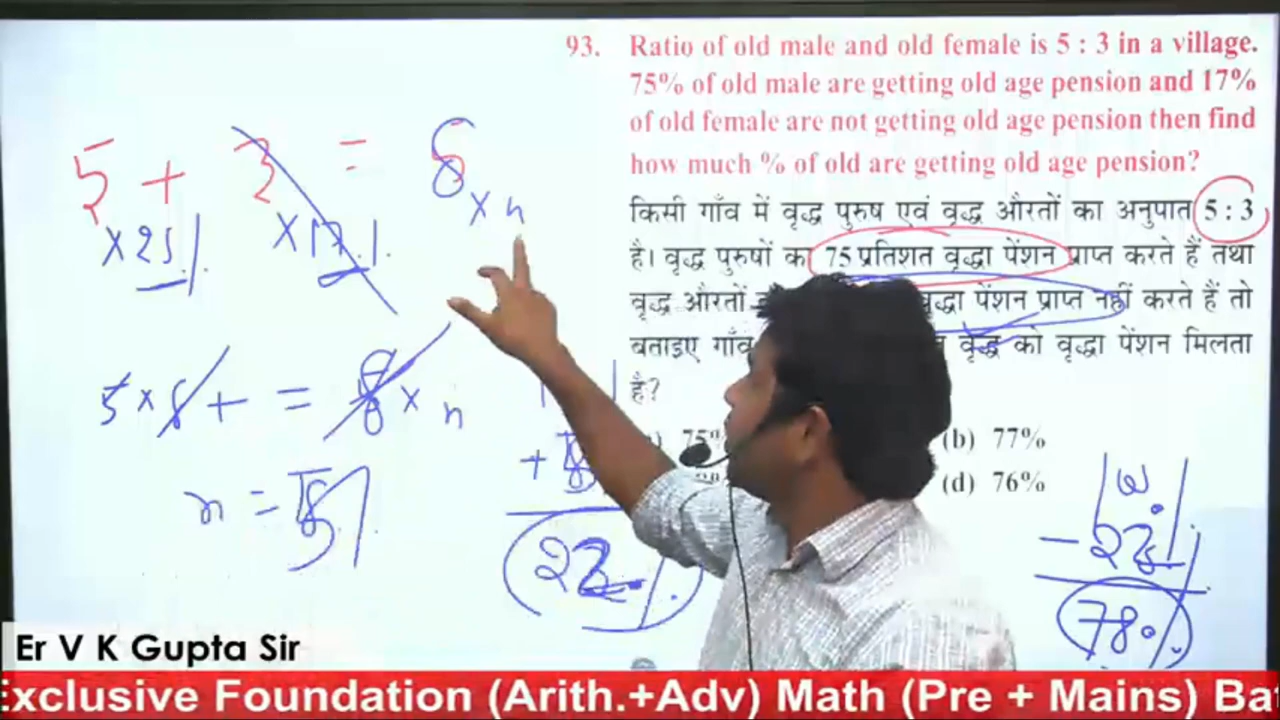 93. Ratio of old male and old female is 5 : 3 in a village.
75% of old male are getting old age pension and 17%
of old female are not getting old age pension then find
how much % of old are getting old age pension?
किसी गाँव में वृद्ध पुरुष एवं वृद्ध औरतों का अनुपात 5 : 3
है। वृद्ध पुरुषों का 75 प्रतिशत वृद्धा पेंशन प्राप्त करते हैं तथा
वृद्ध औरतों वृद्धा पेंशन प्राप्त नहीं करते हैं तो
बताइए गाँव वृद्ध को वृद्धा पेंशन मिलता
है?
75%
(b) 77%
(d) 76%
5 + 3 = 8 × n
× 25% × 17%
5 × 8 + = 8 × n
n = 5%
+ 5
22%
- 22%
78%
Er V K Gupta Sir
Exclusive Foundation (Arith.+Adv) Math (Pre + Mains) Ba